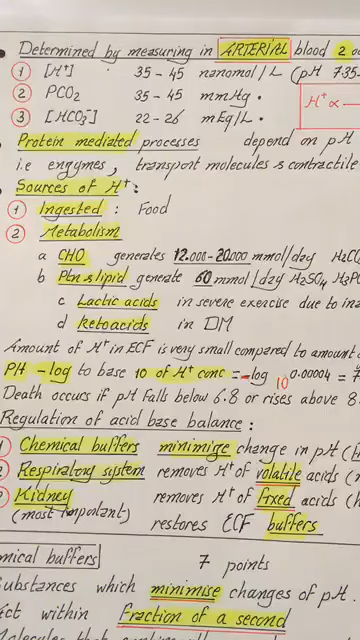 Determined by measuring in ARTERIAL blood 2 o
① [H+] 35 - 45 nanomol/L (pH 7.35
② PCO2 35 - 45 mmHg.
③ [HCO3-] 22 - 26 mEq/L.
H+ ∝
Protein mediated processes depend on pH
i.e enzymes, transport molecules & contractile
Sources of H+:
① Ingested : Food
② Metabolism
a CHO generates 12.000-20.000 mmol/day H2CO
b Ptn & lipid generate 60 mmol/day H2SO4 H3P
c Lactic acids in severe exercise due to ina
d ketoacids in DM
Amount of H+ in ECF is very small compared to amount
PH -log to base 10 of H+ conc = -log 10 0.00004 = 7
Death occurs if pH falls below 6.8 or rises above 8.
Regulation of acid base balance:
Chemical buffers minimize change in pH (
Respiratory system removes H+ of volatile acids (
Kidney removes H+ of fixed acids (
(most important) restores ECF buffers
mical buffers 7 points
ubstances which minimise changes of pH.
ct within fraction of a second